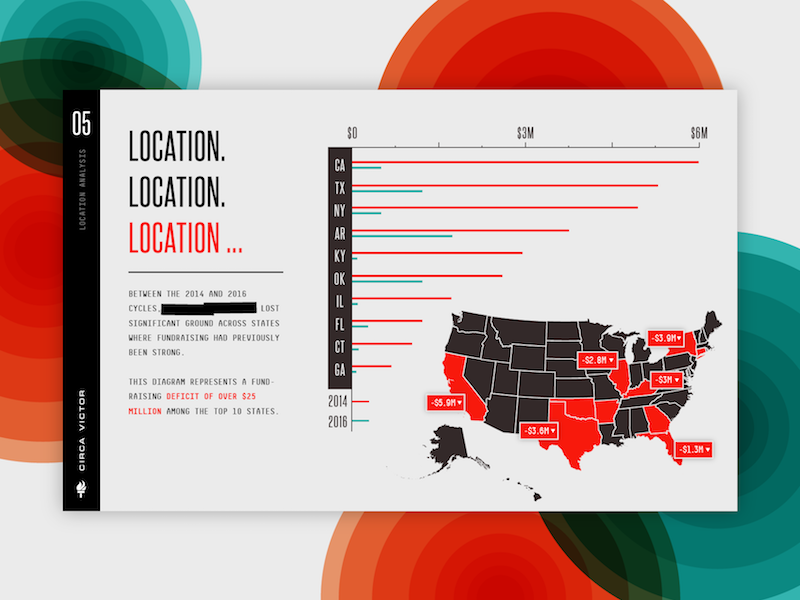 05
LOCATION ANALYSIS
CIRCA VICTOR
LOCATION.
LOCATION.
LOCATION ...
BETWEEN THE 2014 AND 2016
CYCLES, LOST
SIGNIFICANT GROUND ACROSS STATES
WHERE FUNDRAISING HAD PREVIOUSLY
BEEN STRONG.
THIS DIAGRAM REPRESENTS A FUND-
RAISING DEFICIT OF OVER $25
MILLION AMONG THE TOP 10 STATES.
$0 $3M $6M
CA
TX
NY
AR
KY
OK
IL
FL
CT
GA
2014
2016
-$3.9M▼
-$2.8M▼
-$3M▼
-$5.9M▼
-$3.6M▼
-$1.3M▼